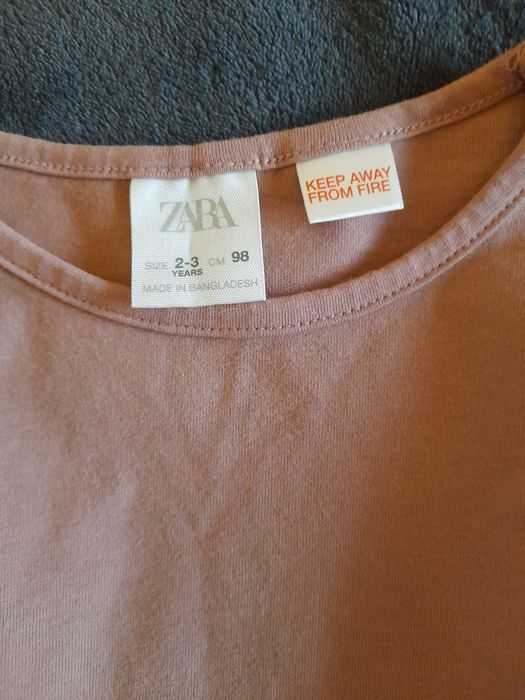 ZARA
SIZE 2-3 YEARS CM 98
MADE IN BANGLADESH
KEEP AWAY
FROM FIRE